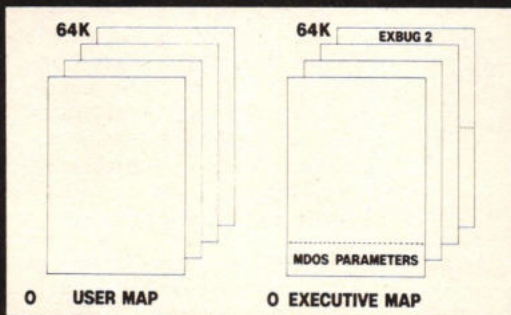 64K
0 USER MAP
64K
EXBUG 2
MDOS PARAMETERS
0 EXECUTIVE MAP